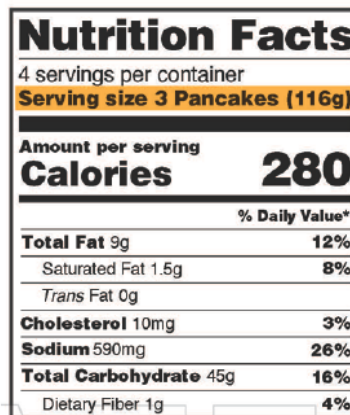 Nutrition Facts
4 servings per container
Serving size 3 Pancakes (116g)
Amount per serving
Calories 280
% Daily Value*
Total Fat 9g 12%
Saturated Fat 1.5g 8%
Trans Fat 0g
Cholesterol 10mg 3%
Sodium 590mg 26%
Total Carbohydrate 45g 16%
Dietary Fiber 1g 4%